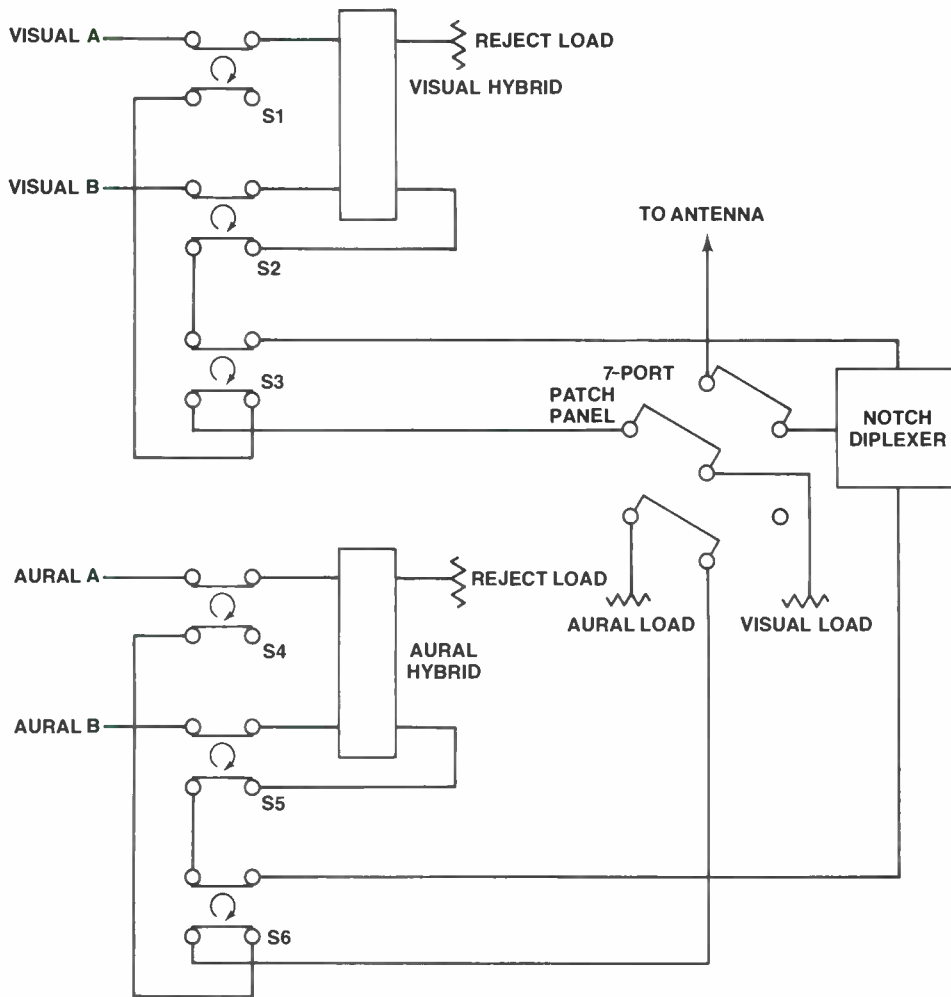 VISUAL A
REJECT LOAD
VISUAL HYBRID
S1
VISUAL B
S2
TO ANTENNA
S3
7-PORT
PATCH
PANEL
NOTCH
DIPLEXER
AURAL A
REJECT LOAD
AURAL LOAD
VISUAL LOAD
S4
AURAL
HYBRID
AURAL B
S5
S6